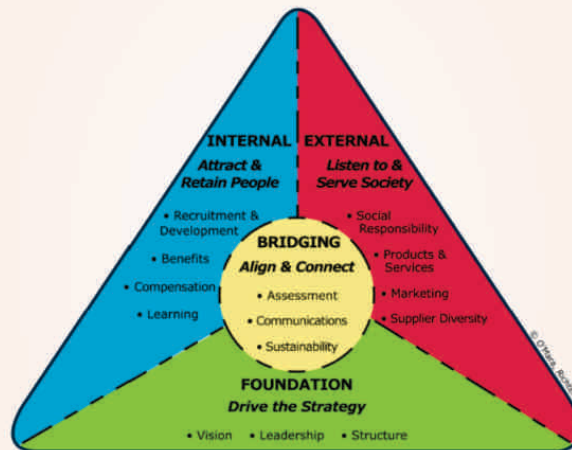 INTERNAL
Attract &
Retain People
• Recruitment &
Development
• Benefits
• Compensation
• Learning
EXTERNAL
Listen to &
Serve Society
• Social
Responsibility
• Products &
Services
• Marketing
• Supplier Diversity
BRIDGING
Align & Connect
• Assessment
• Communications
• Sustainability
FOUNDATION
Drive the Strategy
• Vision • Leadership • Structure
© O'Mara,